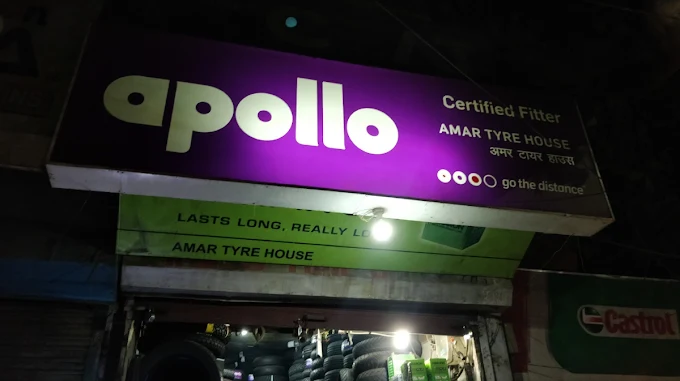 apollo
Certified Fitter
AMAR TYRE HOUSE
अमर टायर हाउस
go the distance
LASTS LONG, REALLY
AMAR TYRE HOUSE
Castrol